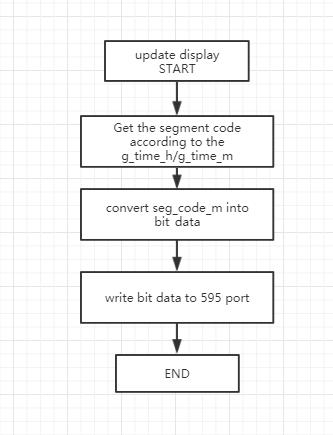 update display
START
Get the segment code
according to the
g_time_h/g_time_m
convert seg_code_m into
bit data
write bit data to 595 port
END